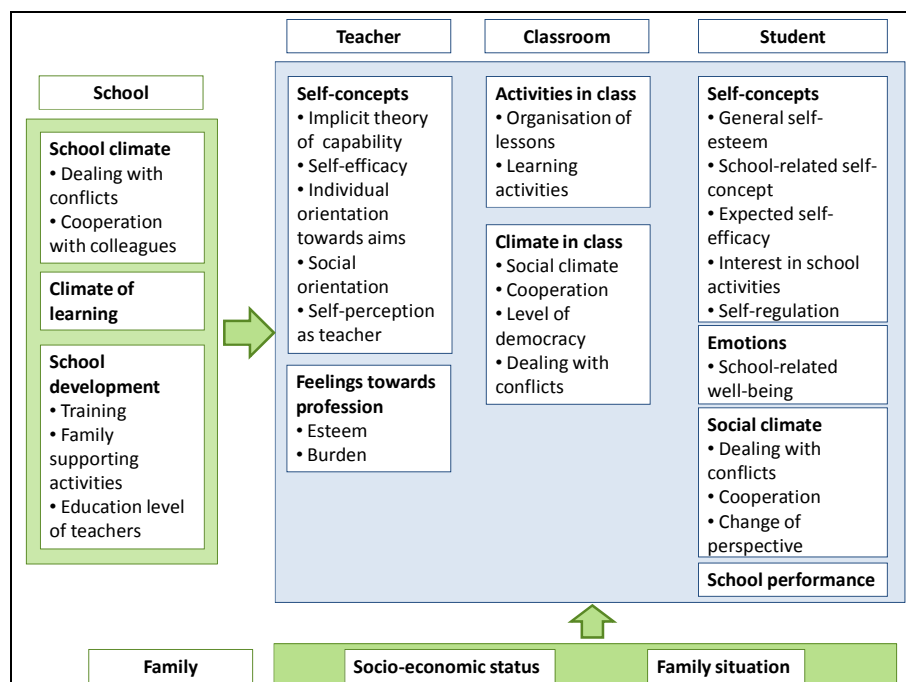 School
School climate
• Dealing with
conflicts
• Cooperation
with colleagues
Climate of
learning
School
development
• Training
• Family
supporting
activities
• Education level
of teachers
Teacher
Self-concepts
• Implicit theory
of capability
• Self-efficacy
• Individual
orientation
towards aims
• Social
orientation
• Self-perception
as teacher
Feelings towards
profession
• Esteem
• Burden
Classroom
Activities in class
• Organisation of
lessons
• Learning
activities
Climate in class
• Social climate
• Cooperation
• Level of
democracy
• Dealing with
conflicts
Student
Self-concepts
• General self-
esteem
• School-related self-
concept
• Expected self-
efficacy
• Interest in school
activities
• Self-regulation
Emotions
• School-related
well-being
Social climate
• Dealing with
conflicts
• Cooperation
• Change of
perspective
School performance
Family
Socio-economic status
Family situation